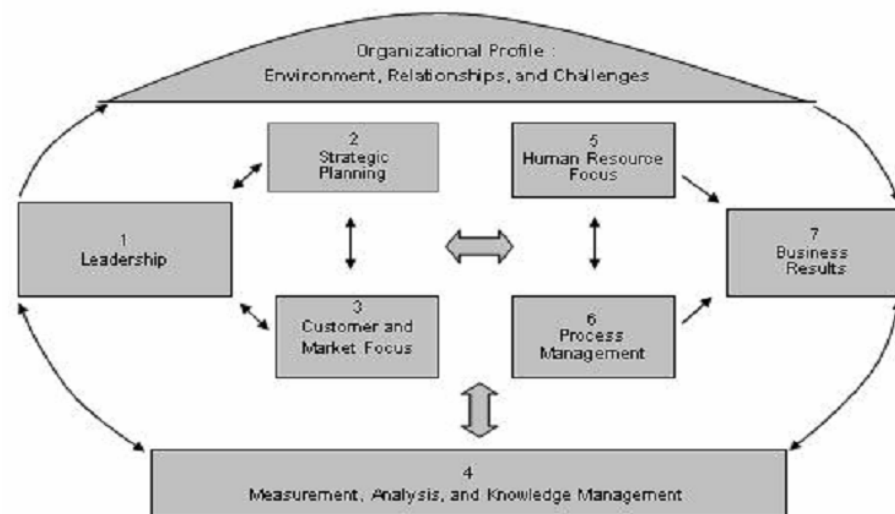 Organizational Profile :
Environment, Relationships, and Challenges
2
Strategic
Planning
5
Human Resource
Focus
1
Leadership
7
Business
Results
3
Customer and
Market Focus
6
Process
Management
4
Measurement, Analysis, and Knowledge Management